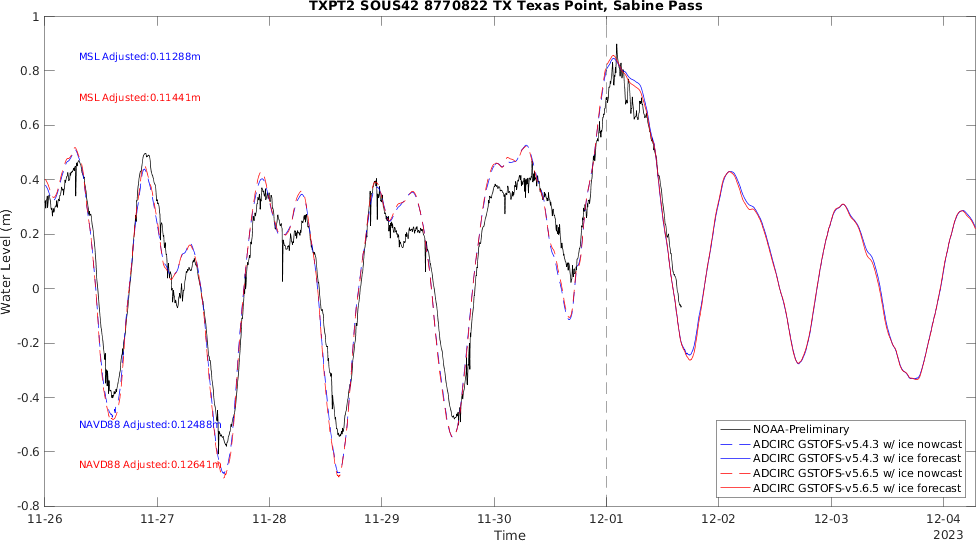 TXPT2 SOUS42 8770822 TX Texas Point, Sabine Pass
1
0.8
0.6
0.4
0.2
0
-0.2
-0.4
-0.6
-0.8
Water Level (m)
MSL Adjusted:0.11288m
MSL Adjusted:0.11441m
NAVD88 Adjusted:0.12488m
NAVD88 Adjusted:0.12641m
NOAA-Preliminary
ADCIRC GSTOFS-v5.4.3 w/ ice nowcast
ADCIRC GSTOFS-v5.4.3 w/ ice forecast
ADCIRC GSTOFS-v5.6.5 w/ ice nowcast
ADCIRC GSTOFS-v5.6.5 w/ ice forecast
11-26 11-27 11-28 11-29 11-30 12-01 12-02 12-03 12-04
Time 2023